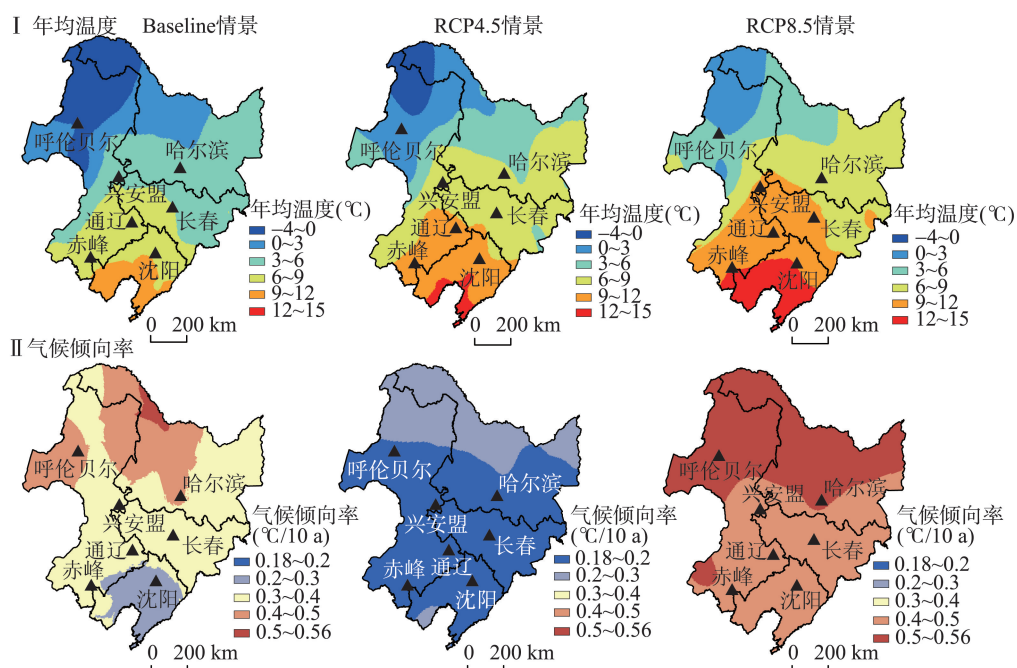 I 年均温度 Baseline情景 RCP4.5情景 RCP8.5情景
呼伦贝尔
哈尔滨
兴安盟
长春
通辽
赤峰
沈阳
年均温度(℃)
−4~0
0~3
3~6
6~9
9~12
12~15
0 200 km
呼伦贝尔
哈尔滨
兴安盟
长春
通辽
赤峰
沈阳
年均温度(℃)
−4~0
0~3
3~6
6~9
9~12
12~15
0 200 km
呼伦贝尔
哈尔滨
兴安盟
长春
通辽
赤峰
沈阳
年均温度(℃)
−4~0
0~3
3~6
6~9
9~12
12~15
0 200 km
II 气候倾向率
呼伦贝尔
哈尔滨
兴安盟
长春
通辽
赤峰
沈阳
气候倾向率
(℃/10 a)
0.18~0.2
0.2~0.3
0.3~0.4
0.4~0.5
0.5~0.56
0 200 km
呼伦贝尔
哈尔滨
兴安盟
长春
通辽
赤峰
沈阳
气候倾向率
(℃/10 a)
0.18~0.2
0.2~0.3
0.3~0.4
0.4~0.5
0.5~0.56
0 200 km
呼伦贝尔
哈尔滨
兴安盟
长春
通辽
赤峰
沈阳
气候倾向率
(℃/10 a)
0.18~0.2
0.2~0.3
0.3~0.4
0.4~0.5
0.5~0.56
0 200 km